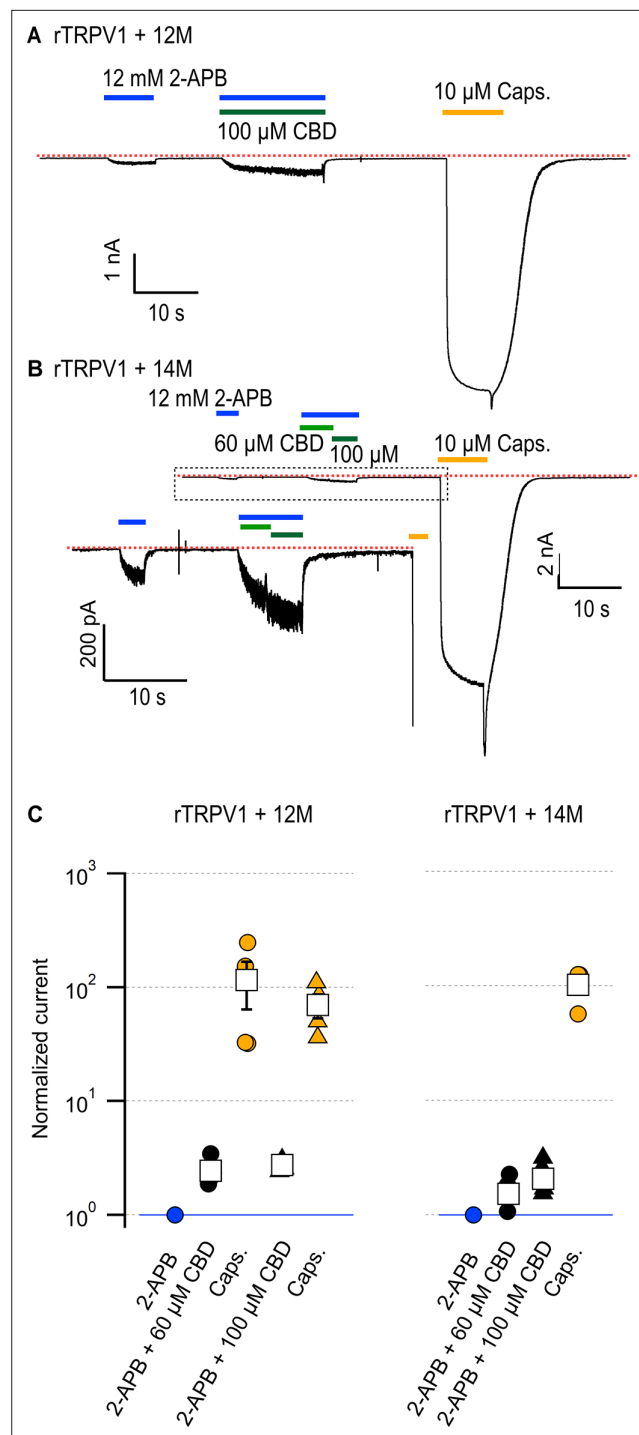 A rTRPV1 + 12M
12 mM 2-APB
10 µM Caps.
100 µM CBD
1 nA
10 s
B rTRPV1 + 14M
12 mM 2-APB
60 µM CBD
100 µM
10 µM Caps.
200 pA
10 s
2 nA
10 s
C rTRPV1 + 12M
rTRPV1 + 14M
Normalized current
10³
10²
10¹
10⁰
2-APB
2-APB + 60 µM CBD
Caps.
2-APB + 100 µM CBD
Caps.
2-APB
2-APB + 60 µM CBD
2-APB + 100 µM CBD
Caps.